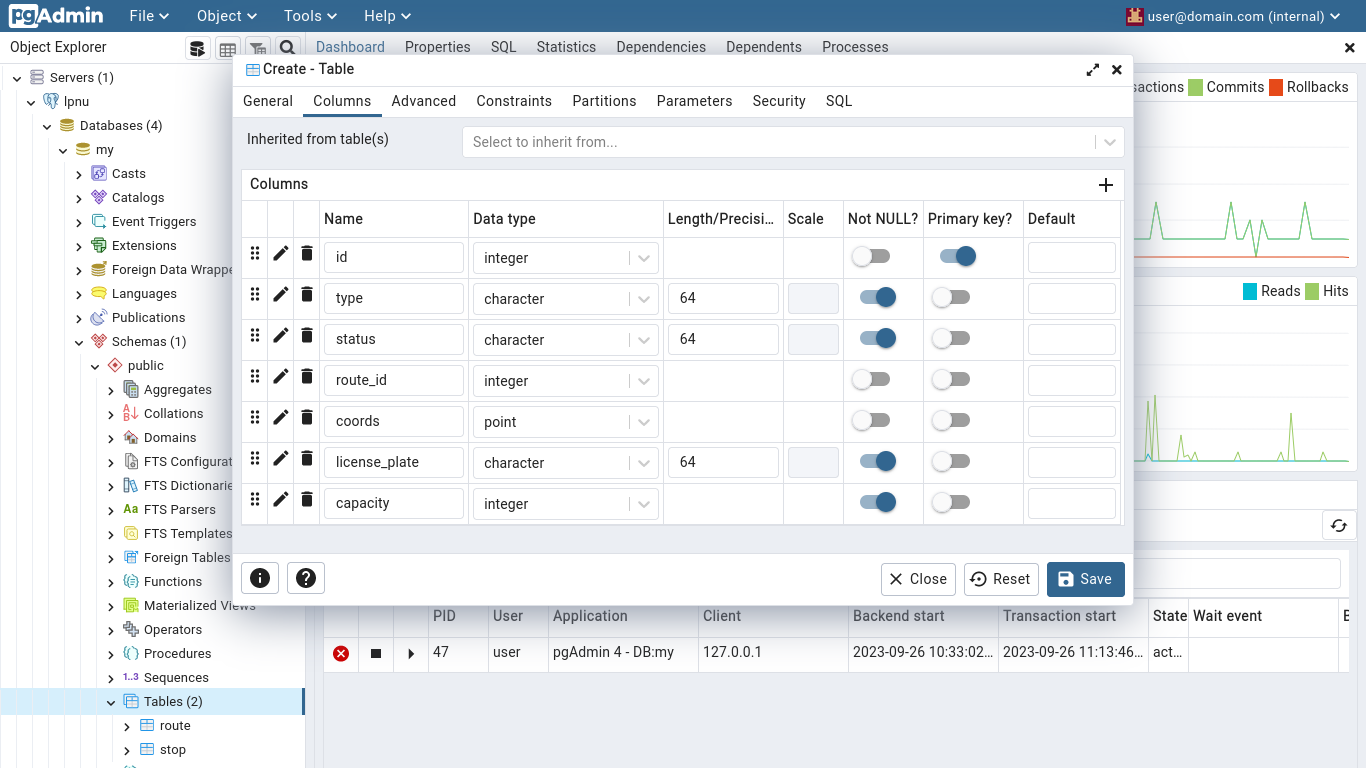 pgAdmin File Object Tools Help user@domain.com (internal)
Object Explorer Dashboard Properties SQL Statistics Dependencies Dependents Processes
Servers (1)
lpnu
Databases (4)
my
Casts
Catalogs
Event Triggers
Extensions
Foreign Data Wrappe
Languages
Publications
Schemas (1)
public
Aggregates
Collations
Domains
FTS Configurat
FTS Dictionarie
Aa FTS Parsers
FTS Templates
Foreign Tables
Functions
Materialized Views
Operators
Procedures
1..3 Sequences
Tables (2)
route
stop
Create - Table
General Columns Advanced Constraints Partitions Parameters Security SQL
Inherited from table(s) Select to inherit from...
Columns
Name Data type Length/Precisi... Scale Not NULL? Primary key? Default
id integer
type character 64
status character 64
route_id integer
coords point
license_plate character 64
capacity integer
Close Reset Save
sactions Commits Rollbacks
Reads Hits
PID User Application Client Backend start Transaction start State Wait event
47 user pgAdmin 4 - DB:my 127.0.0.1 2023-09-26 10:33:02... 2023-09-26 11:13:46... act...